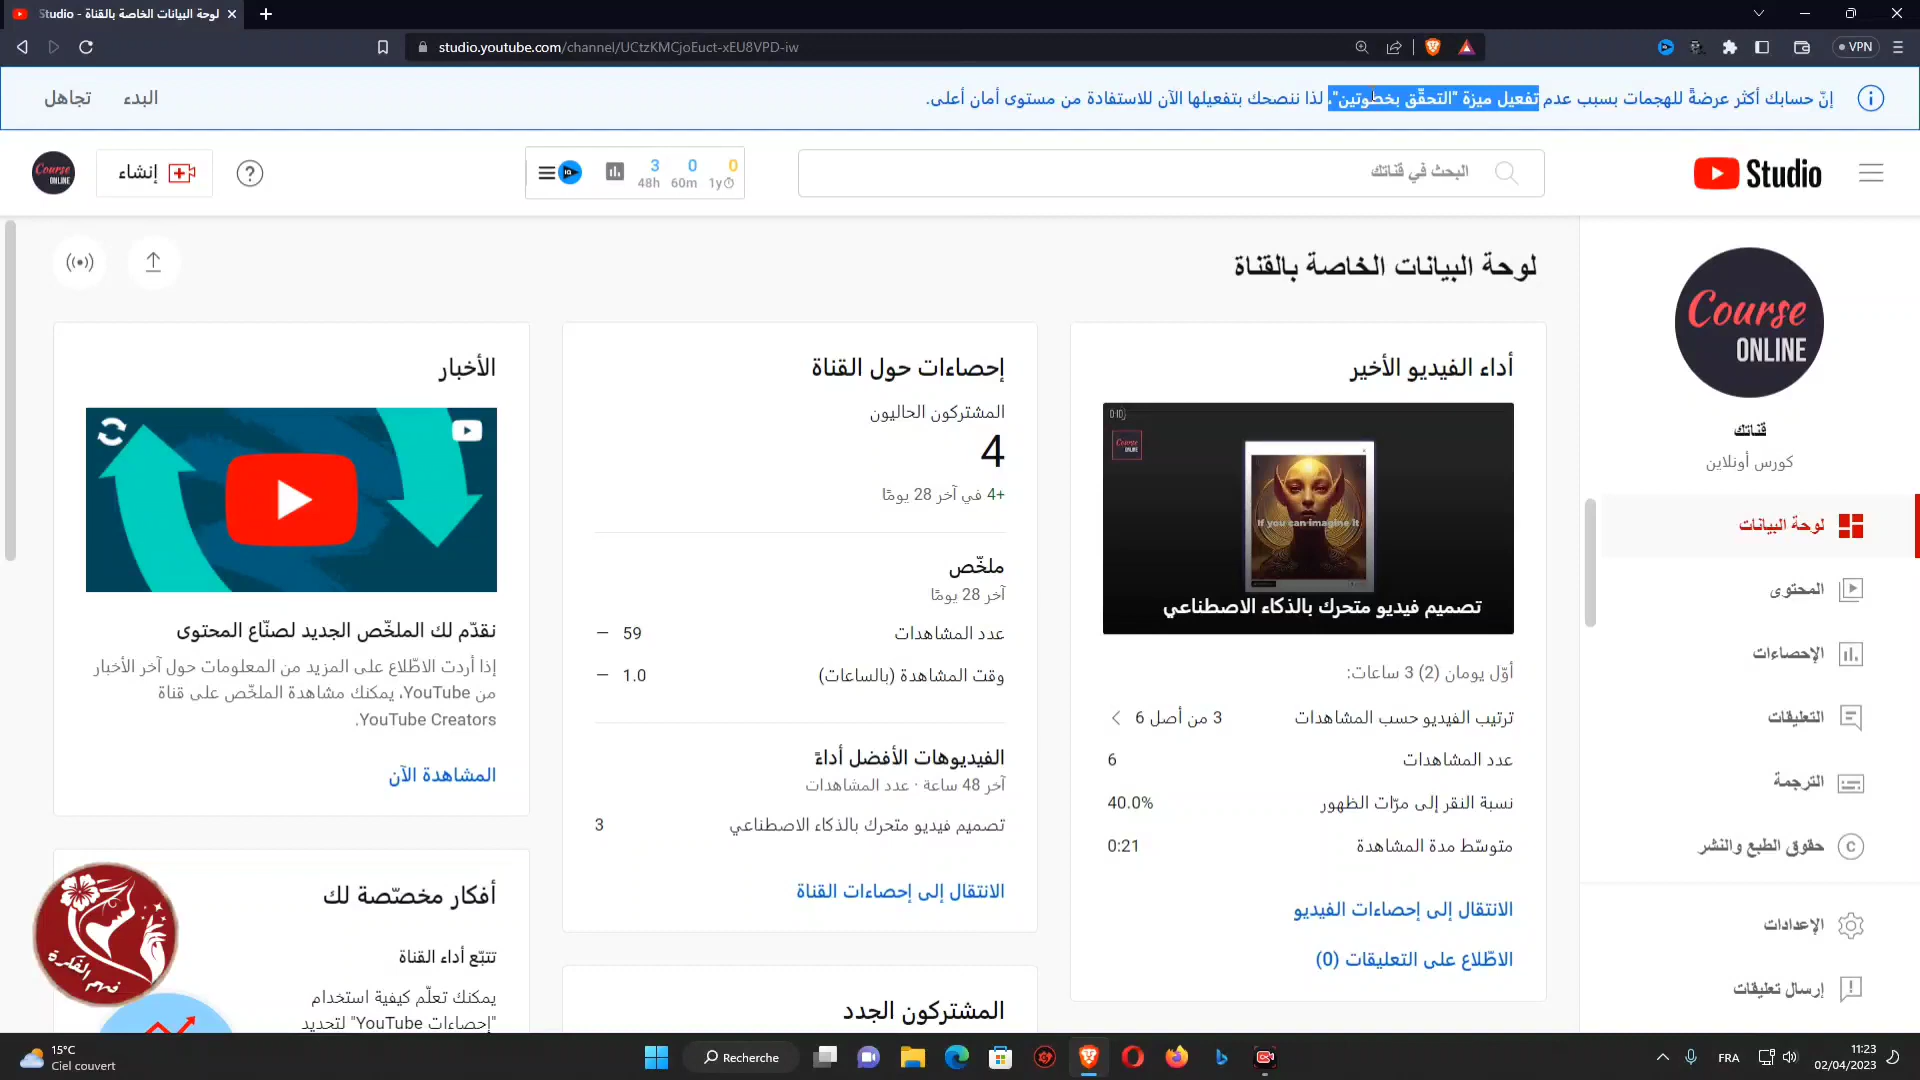 Studio - لوحة البيانات الخاصة بالقناة
studio.youtube.com/channel/UCtzKMCjoEuct-xEU8VPD-iw
VPN
إنّ حسابك أكثر عرضةً للهجمات بسبب عدم تفعيل ميزة "التحقّق بخطوتين"، لذا ننصحك بتفعيلها الآن للاستفادة من مستوى أمان أعلى.
البدء
تجاهل
Studio
البحث في قناتك
3 0 0
48h 60m 1y
إنشاء
Course
ONLINE
لوحة البيانات الخاصة بالقناة
Course
ONLINE
قناتك
كورس أونلاين
لوحة البيانات
المحتوى
الإحصاءات
التعليقات
الترجمة
حقوق الطبع والنشر
الإعدادات
إرسال تعليقات
أداء الفيديو الأخير
Course
ONLINE
If you can imagine it
تصميم فيديو متحرك بالذكاء الاصطناعي
أوّل يومان (2) 3 ساعات:
ترتيب الفيديو حسب المشاهدات 3 من أصل 6
عدد المشاهدات 6
نسبة النقر إلى مرّات الظهور 40.0%
متوسّط مدة المشاهدة 0:21
الانتقال إلى إحصاءات الفيديو
الاطّلاع على التعليقات (0)
إحصاءات حول القناة
المشتركون الحاليون
4
+4 في آخر 28 يومًا
ملخّص
آخر 28 يومًا
عدد المشاهدات 59 —
وقت المشاهدة (بالساعات) 1.0 —
الفيديوهات الأفضل أداءً
آخر 48 ساعة · عدد المشاهدات
تصميم فيديو متحرك بالذكاء الاصطناعي 3
الانتقال إلى إحصاءات القناة
المشتركون الجدد
الأخبار
نقدّم لك الملخّص الجديد لصنّاع المحتوى
إذا أردت الاطّلاع على المزيد من المعلومات حول آخر الأخبار
من YouTube، يمكنك مشاهدة الملخّص على قناة
YouTube Creators.
المشاهدة الآن
أفكار مخصّصة لك
تتبّع أداء القناة
يمكنك تعلّم كيفية استخدام
"إحصاءات YouTube" لتحديد
فهم الفكرة
15°C
Ciel couvert
Recherche
FRA
11:23
02/04/2023